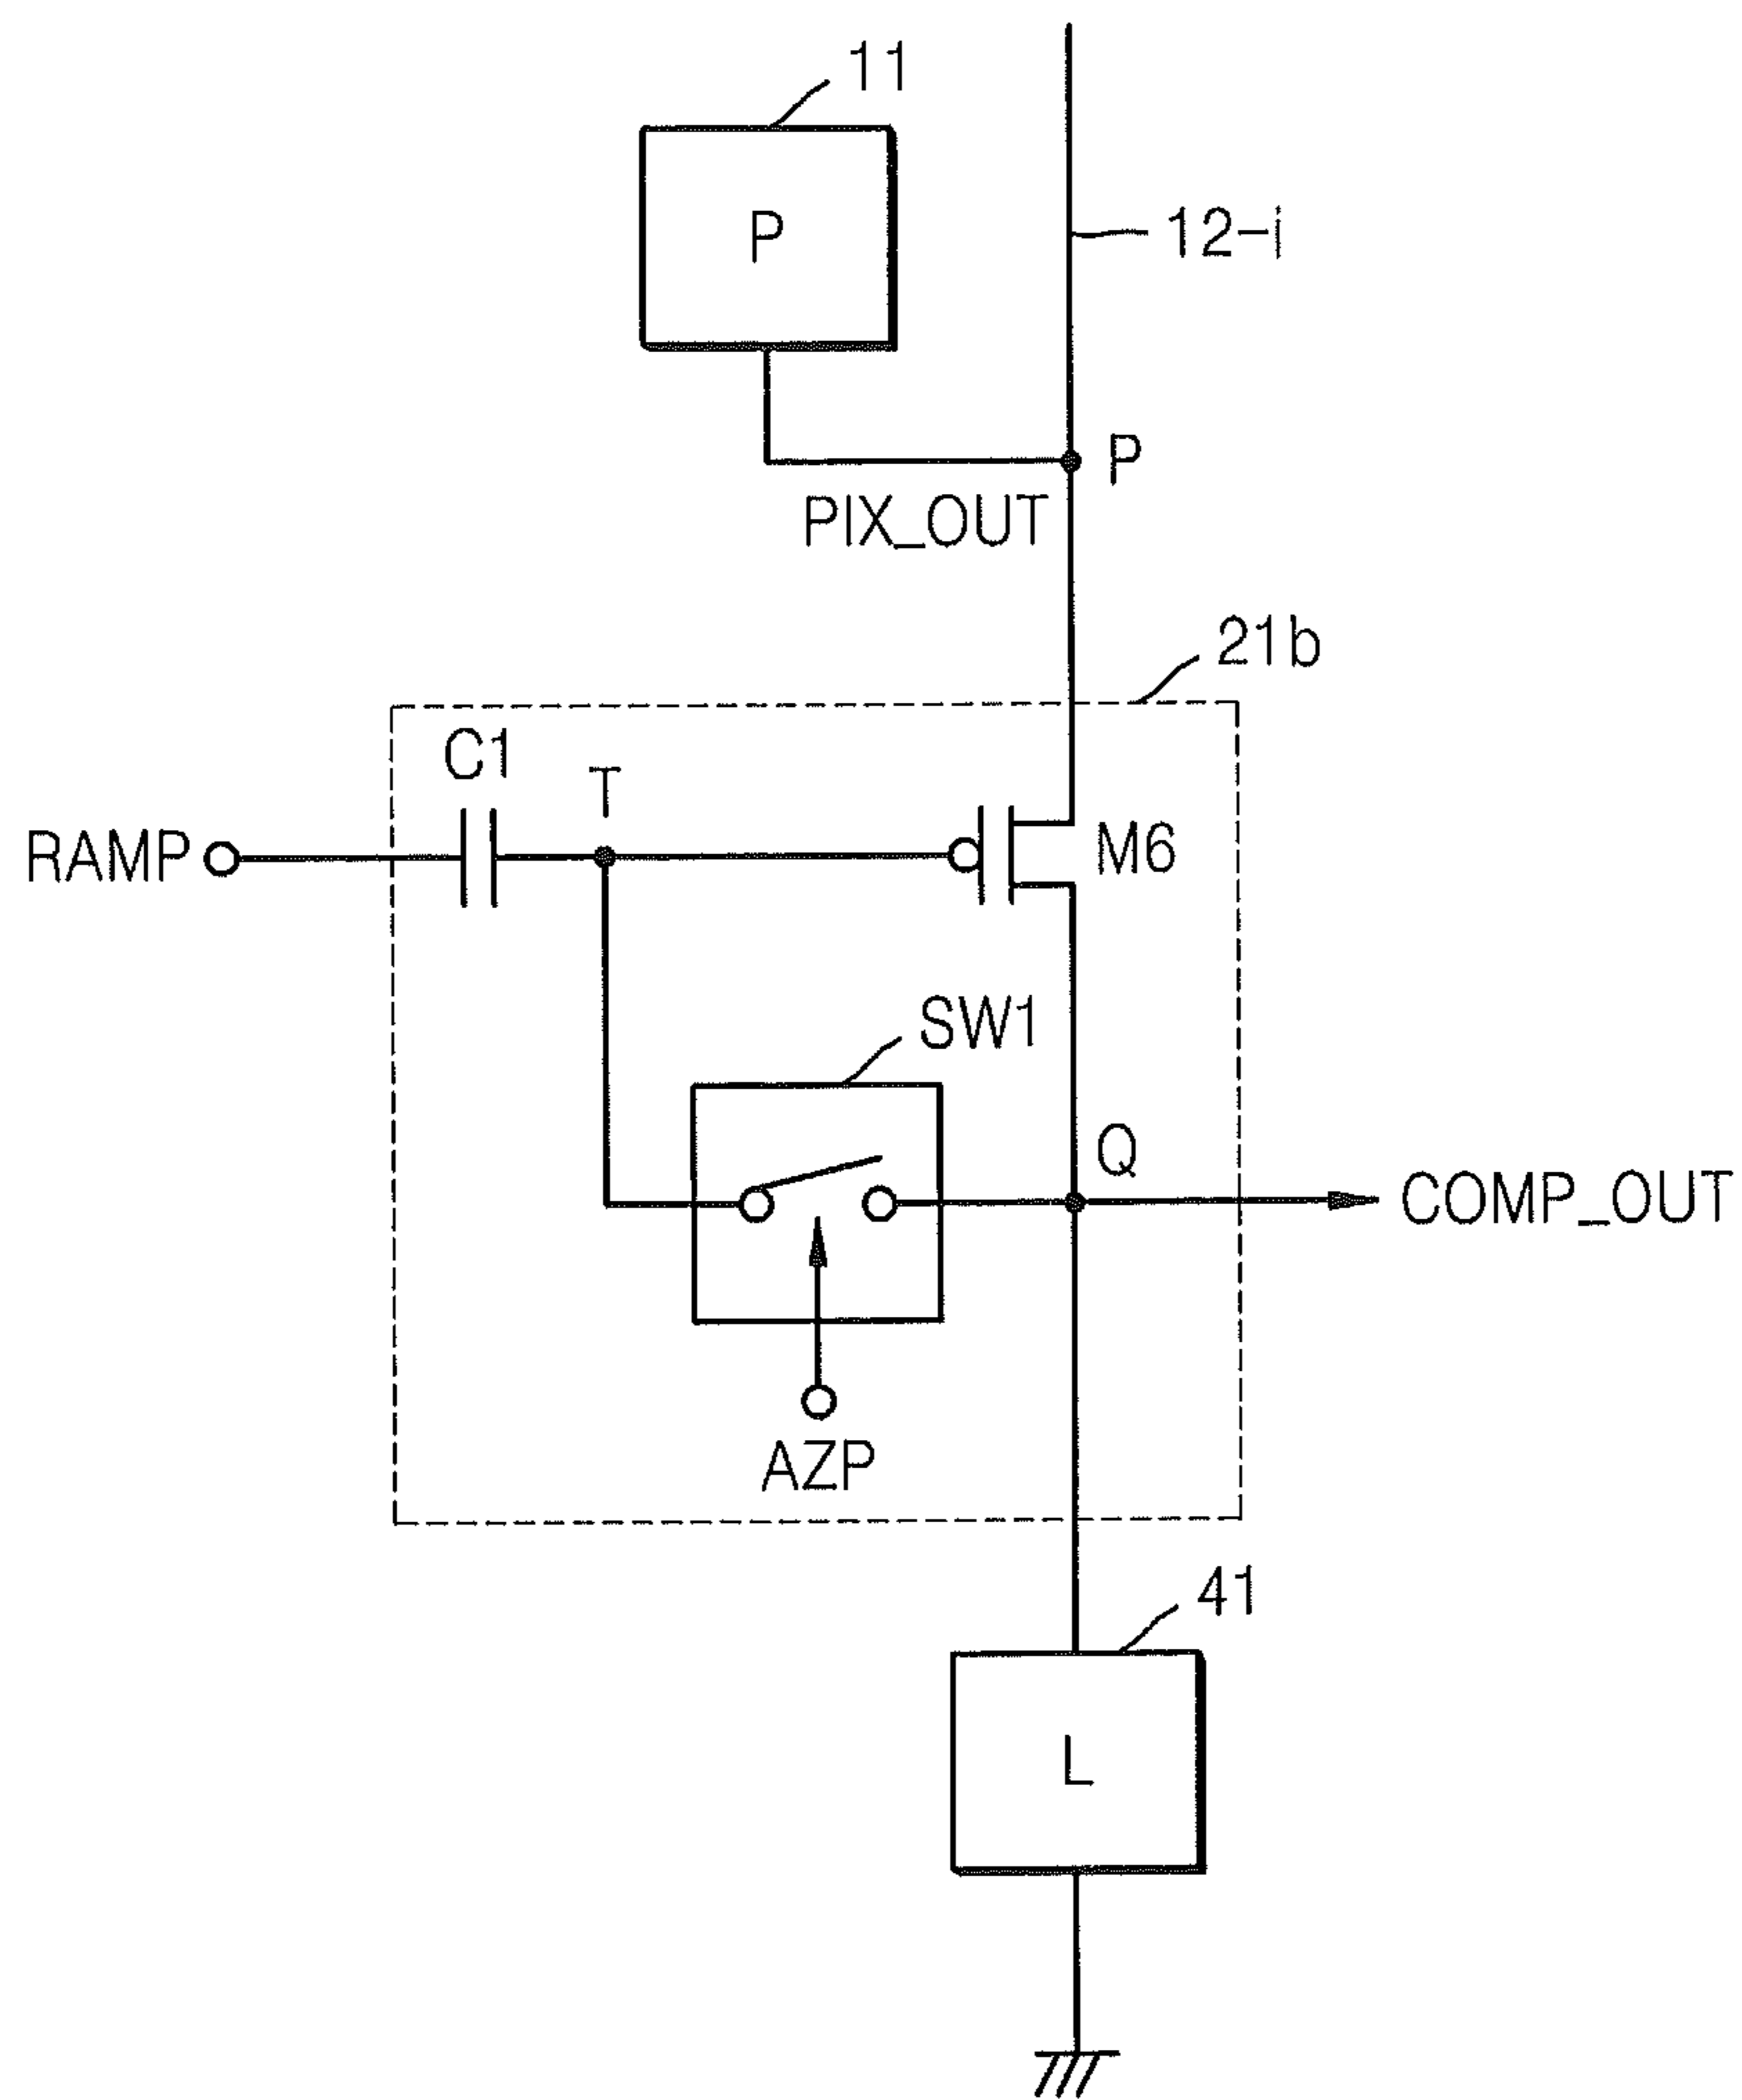 11
P
12-i
P
PIX_OUT
21b
C1
T
RAMP
M6
SW1
Q
COMP_OUT
AZP
41
L